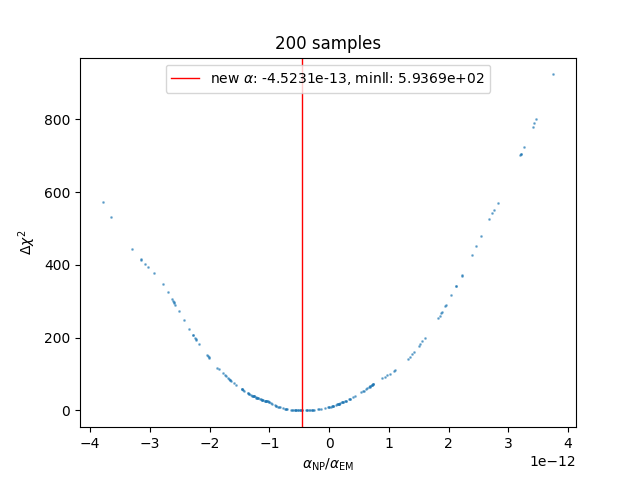 200 samples
new α: -4.5231e-13, minll: 5.9369e+02
800
600
400
200
0
Δχ²
−4 −3 −2 −1 0 1 2 3 4
1e−12
α_NP/α_EM